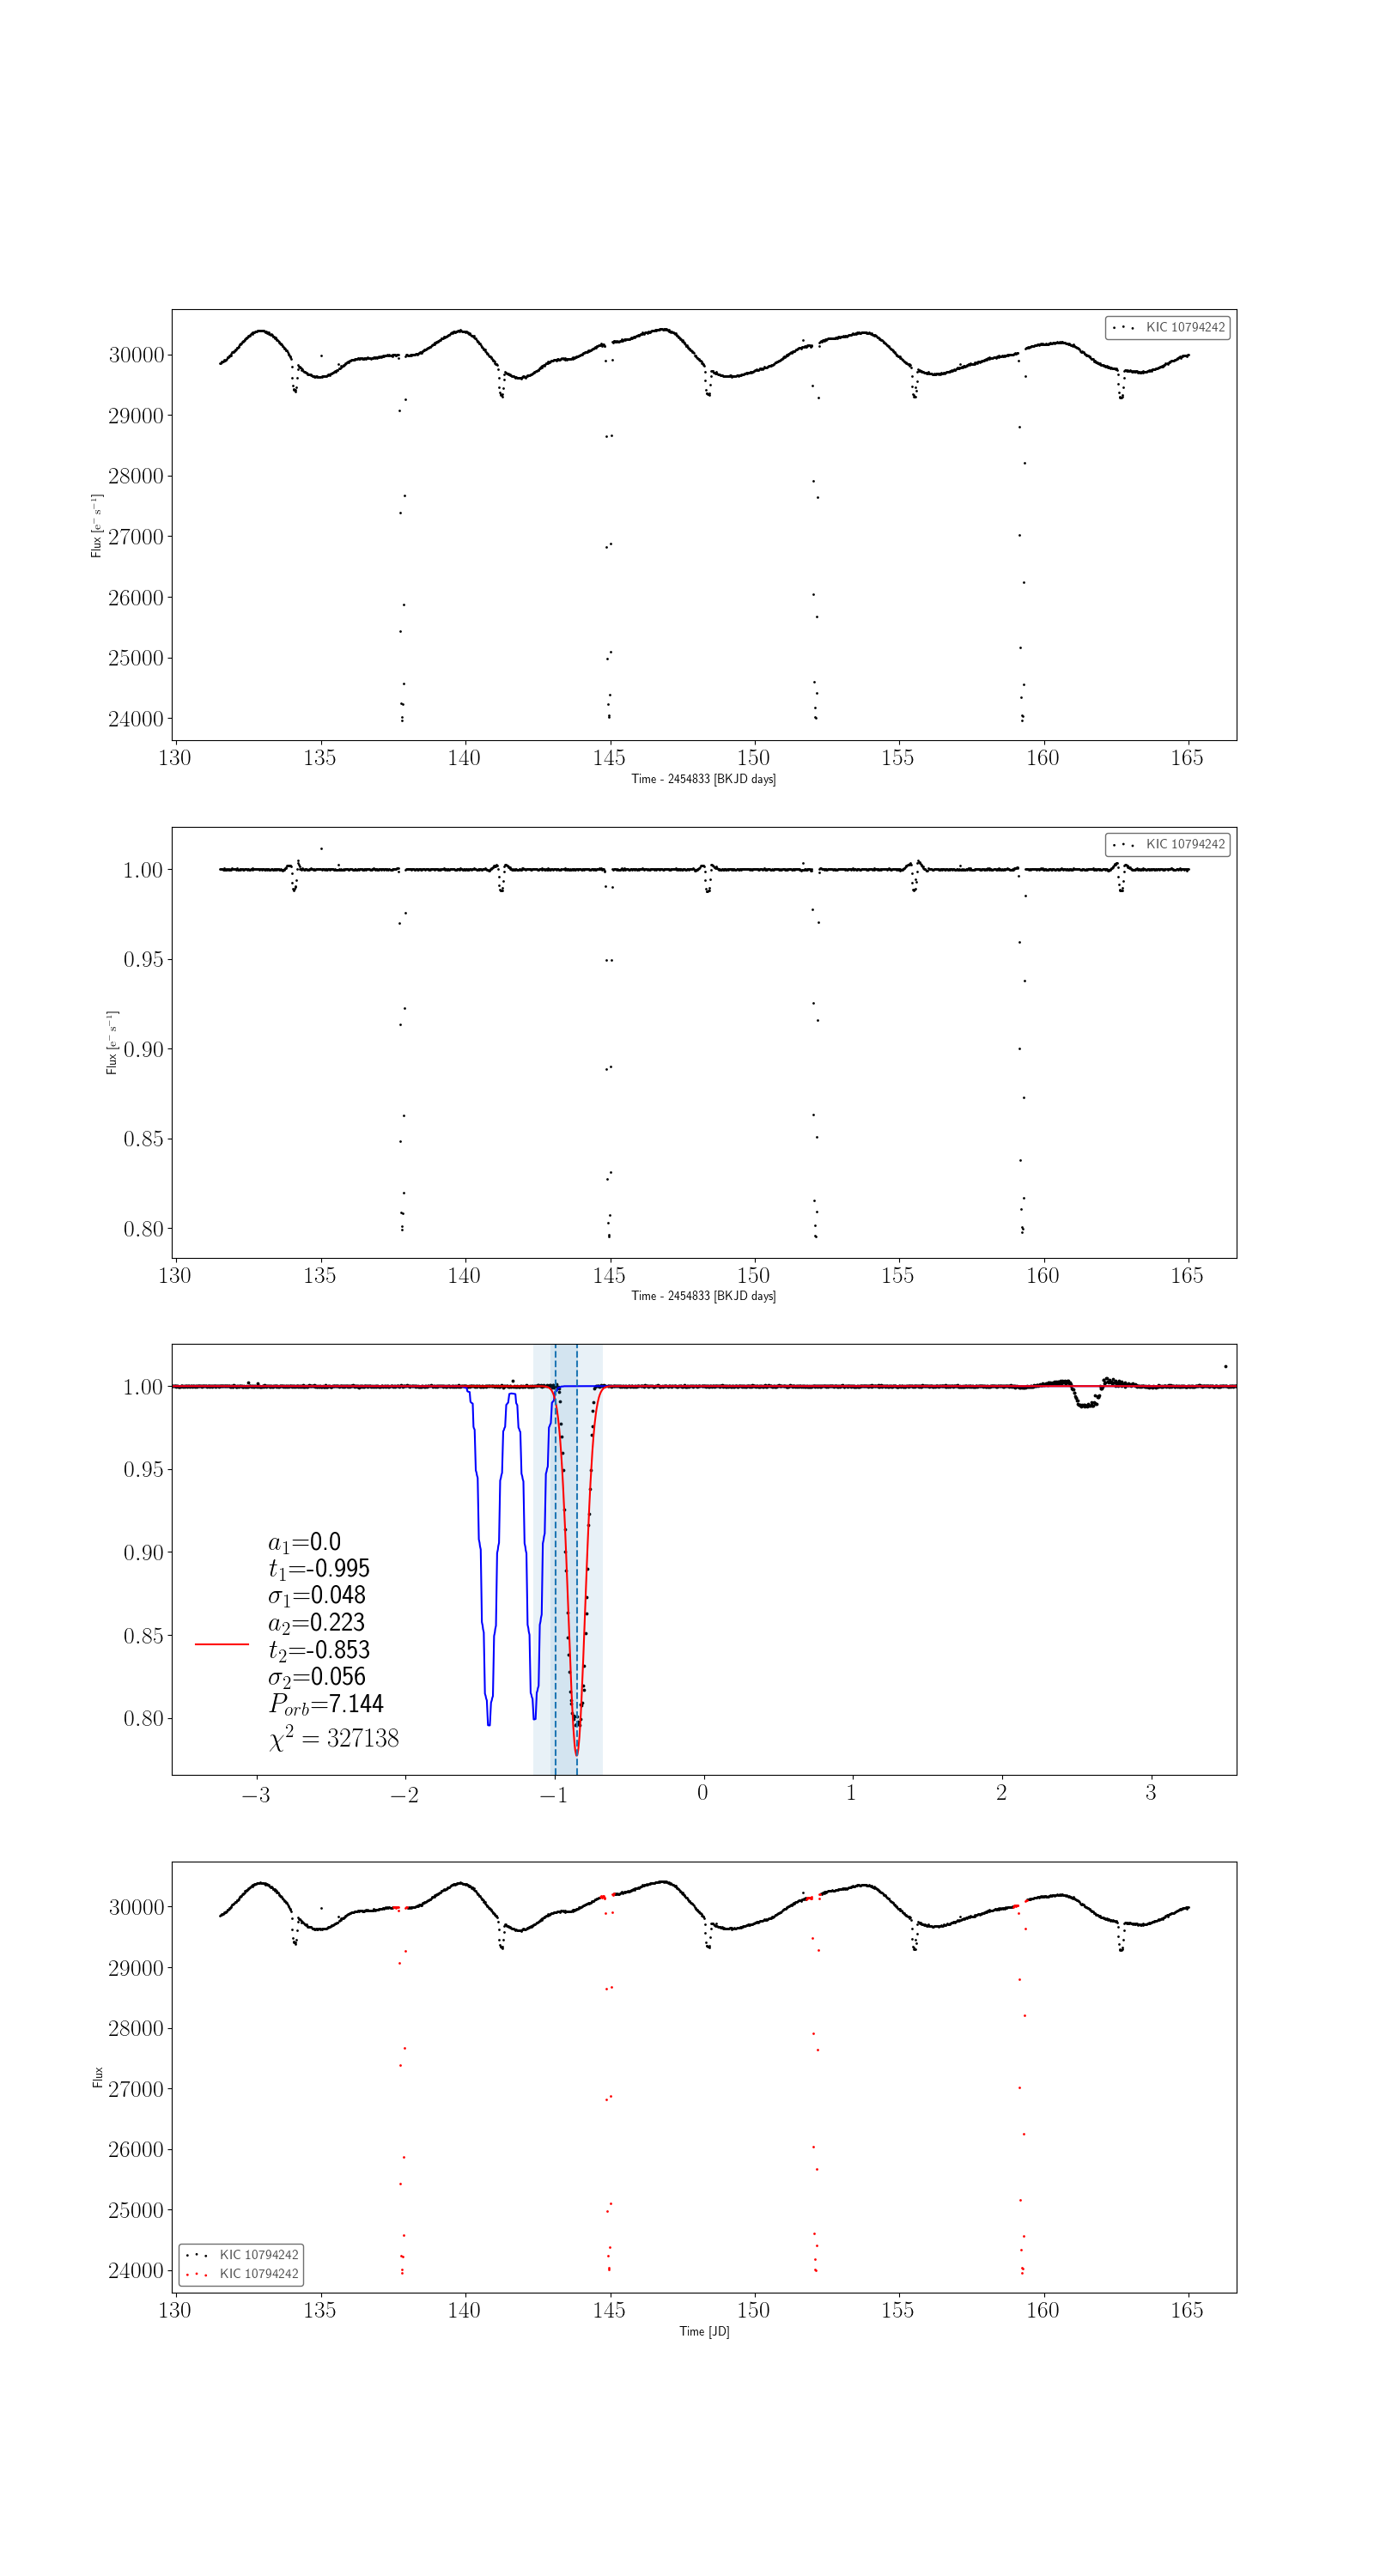 KIC 10794242
30000
29000
28000
27000
26000
25000
24000
Flux [e⁻ s⁻¹]
130 135 140 145 150 155 160 165
Time - 2454833 [BKJD days]
KIC 10794242
1.00
0.95
0.90
0.85
0.80
Flux [e⁻ s⁻¹]
130 135 140 145 150 155 160 165
Time - 2454833 [BKJD days]
1.00
0.95
0.90
0.85
0.80
a₁=0.0
t₁=-0.995
σ₁=0.048
a₂=0.223
t₂=-0.853
σ₂=0.056
Pₒᵣb=7.144
χ² = 327138
−3 −2 −1 0 1 2 3
30000
29000
28000
27000
26000
25000
24000
Flux
KIC 10794242
KIC 10794242
130 135 140 145 150 155 160 165
Time [JD]